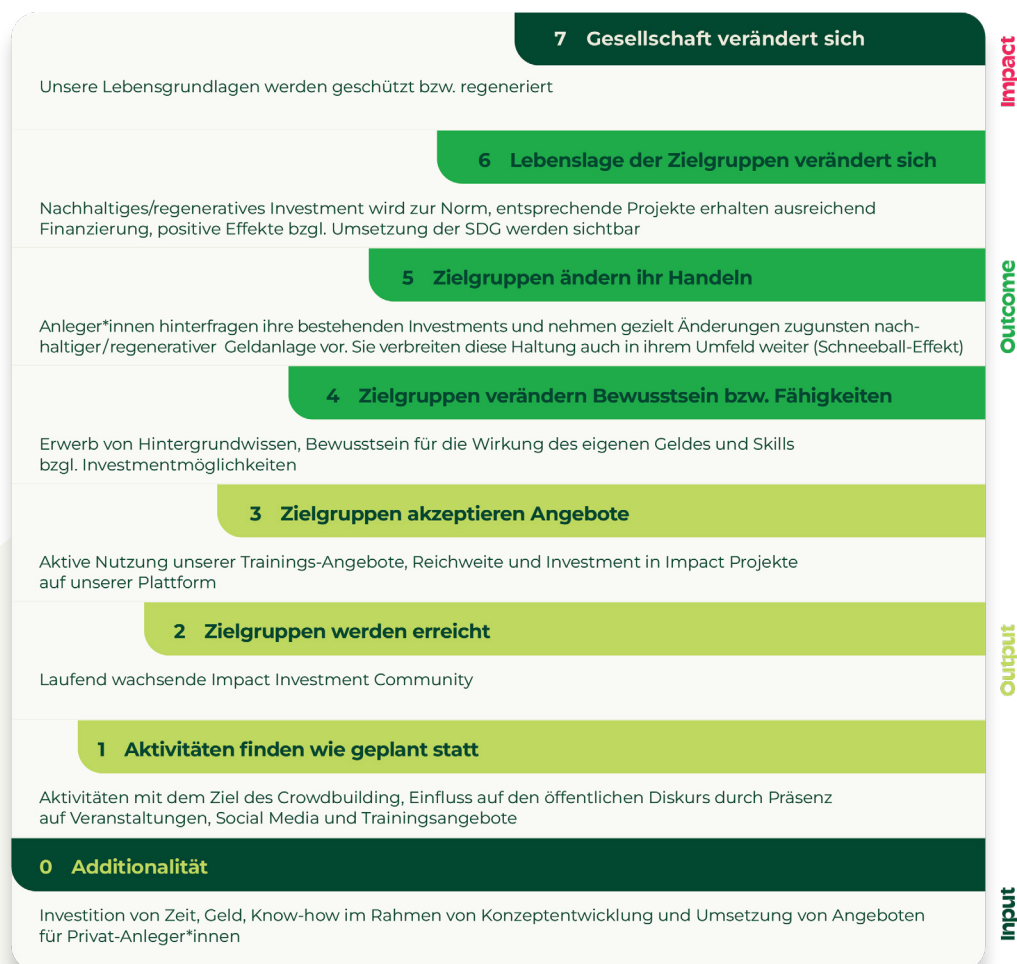 7 Gesellschaft verändert sich
Impact
Unsere Lebensgrundlagen werden geschützt bzw. regeneriert
6 Lebenslage der Zielgruppen verändert sich
Nachhaltiges/regeneratives Investment wird zur Norm, entsprechende Projekte erhalten ausreichend
Finanzierung, positive Effekte bzgl. Umsetzung der SDG werden sichtbar
5 Zielgruppen ändern ihr Handeln
Outcome
Anleger*innen hinterfragen ihre bestehenden Investments und nehmen gezielt Änderungen zugunsten nach-
haltiger/regenerativer Geldanlage vor. Sie verbreiten diese Haltung auch in ihrem Umfeld weiter (Schneeball-Effekt)
4 Zielgruppen verändern Bewusstsein bzw. Fähigkeiten
Erwerb von Hintergrundwissen, Bewusstsein für die Wirkung des eigenen Geldes und Skills
bzgl. Investmentmöglichkeiten
3 Zielgruppen akzeptieren Angebote
Aktive Nutzung unserer Trainings-Angebote, Reichweite und Investment in Impact Projekte
auf unserer Plattform
2 Zielgruppen werden erreicht
Output
Laufend wachsende Impact Investment Community
1 Aktivitäten finden wie geplant statt
Aktivitäten mit dem Ziel des Crowdbuilding, Einfluss auf den öffentlichen Diskurs durch Präsenz
auf Veranstaltungen, Social Media und Trainingsangebote
0 Additionalität
Input
Investition von Zeit, Geld, Know-how im Rahmen von Konzeptentwicklung und Umsetzung von Angeboten
für Privat-Anleger*innen